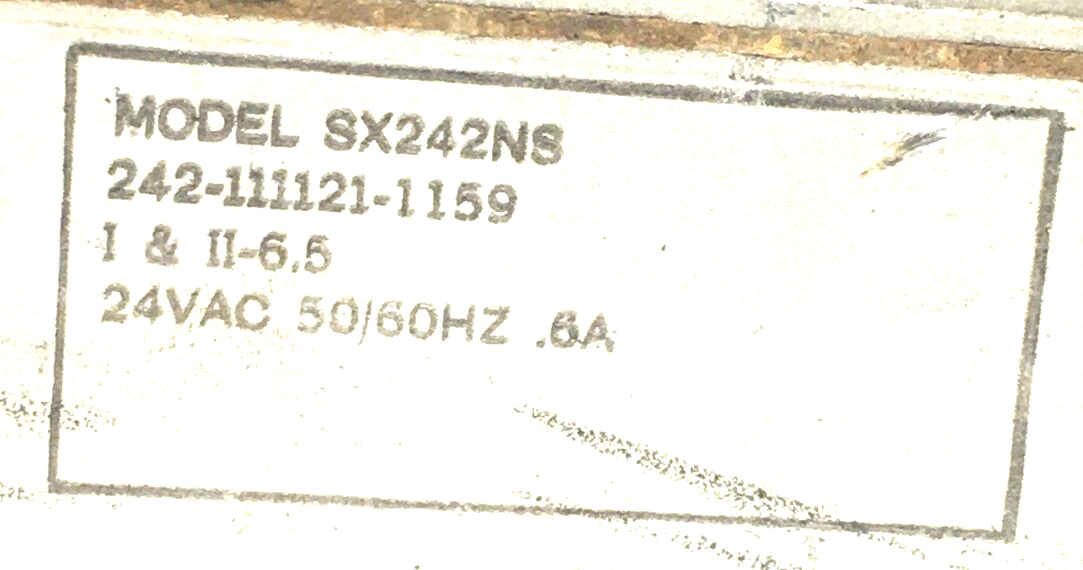 MODEL SX242NS
242-111121-1159
I & II-6.5
24VAC 50/60HZ .6A